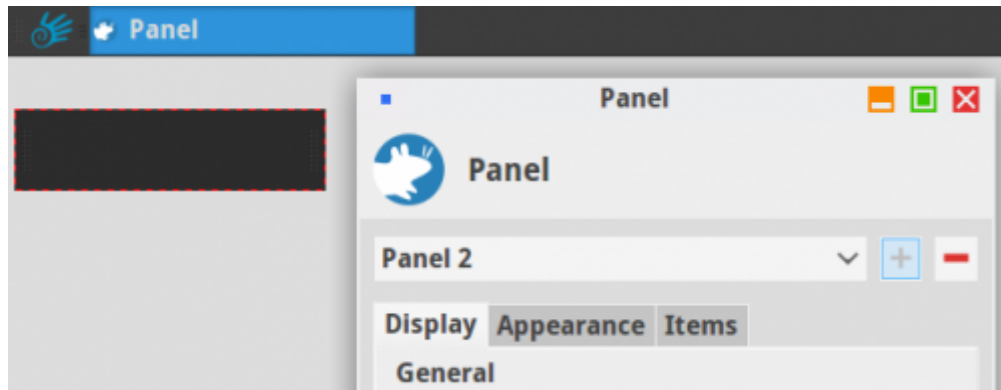 Panel
Panel
Panel
Panel 2
Display Appearance Items
General